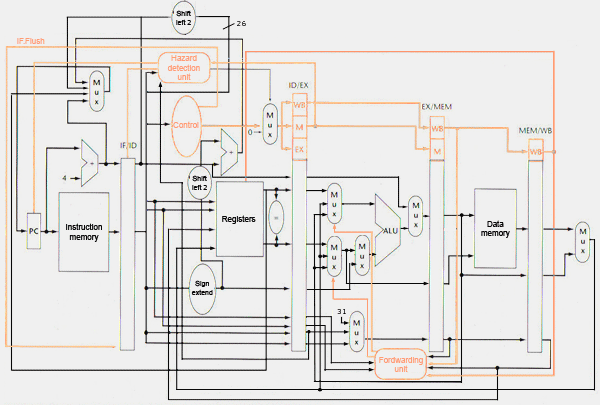 Shift
left 2
26
IF.Flush
Hazard
detection
unit
M
u
x
ID/EX
WB
EX/MEM
Control
0
M
u
x
M
WB
MEM/WB
IF/ID
EX
M
WB
+
+
4
Shift
left 2
PC
Instruction
memory
Registers
=
M
u
x
M
u
x
M
u
x
ALU
M
u
x
Data
memory
M
u
x
Sign
extend
31
M
u
x
Fordwarding
unit